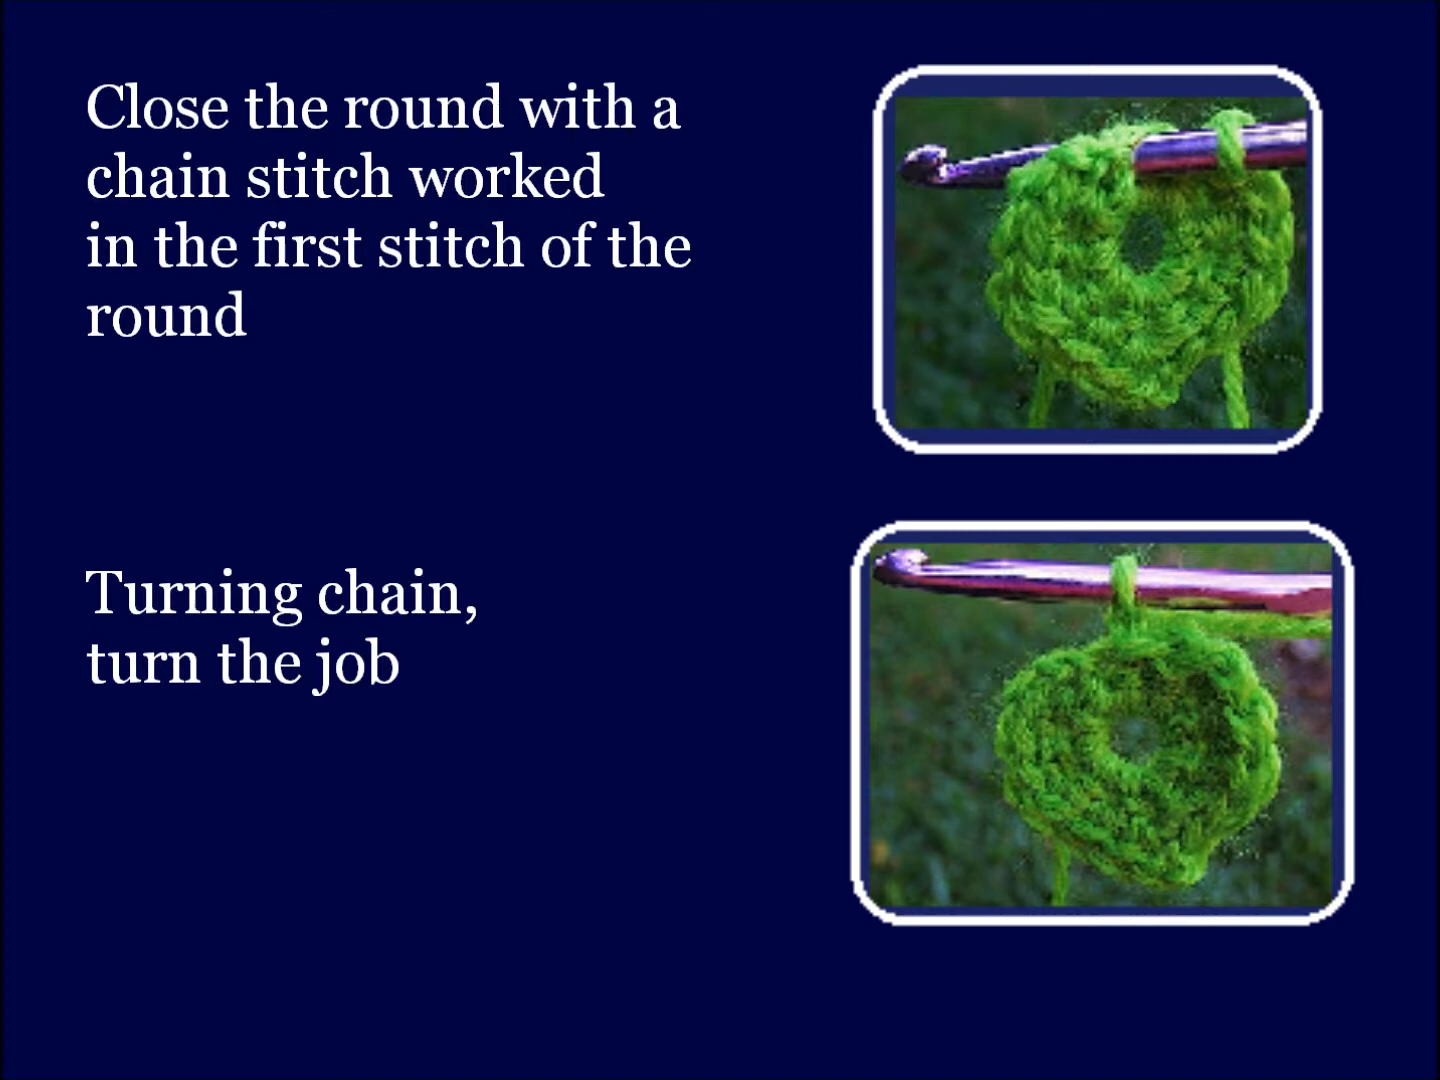 Close the round with a
chain stitch worked
in the first stitch of the
round
Turning chain,
turn the job